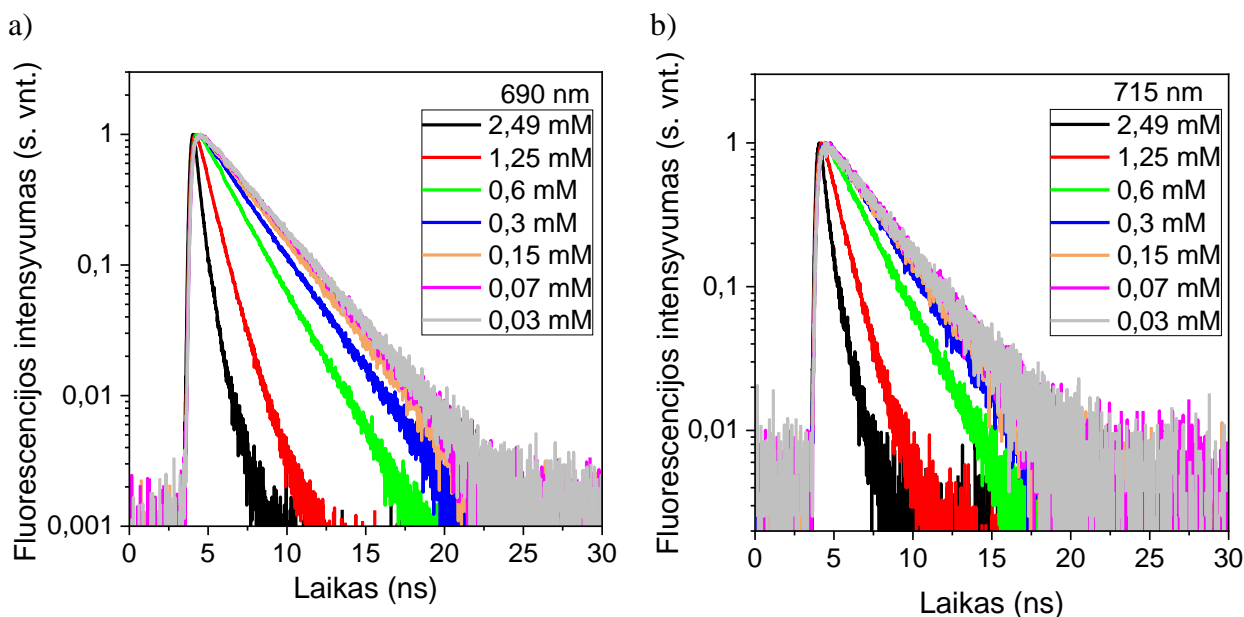 a)
Fluorescencijos intensyvumas (s. vnt.)
690 nm
2,49 mM
1,25 mM
0,6 mM
0,3 mM
0,15 mM
0,07 mM
0,03 mM
1
0,1
0,01
0,001
0 5 10 15 20 25 30
Laikas (ns)
b)
Fluorescencijos intensyvumas (s. vnt.)
715 nm
2,49 mM
1,25 mM
0,6 mM
0,3 mM
0,15 mM
0,07 mM
0,03 mM
1
0,1
0,01
0 5 10 15 20 25 30
Laikas (ns)